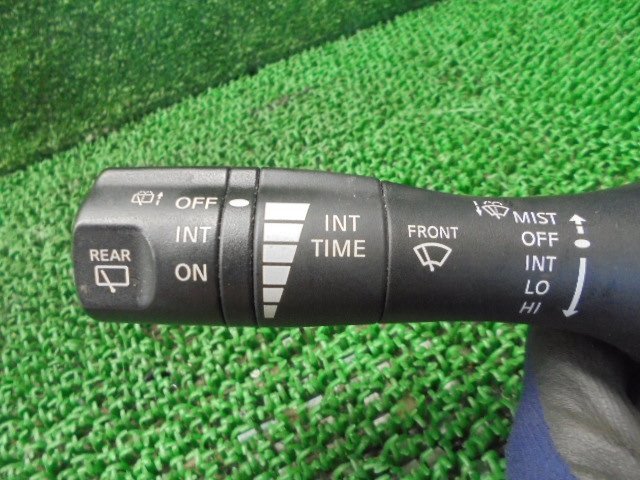 REAR
OFF
INT
ON
INT
TIME
FRONT
MIST
OFF
INT
LO
HI